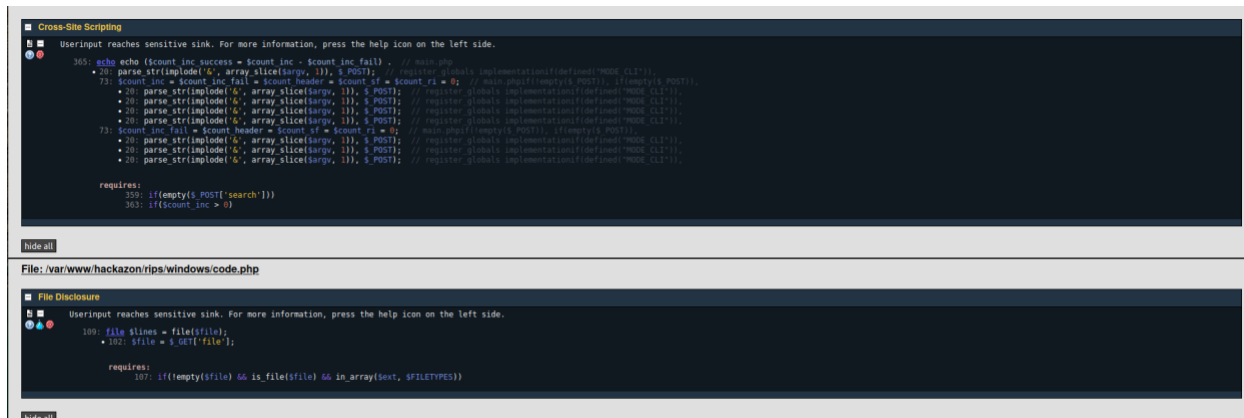 Cross-Site Scripting
Userinput reaches sensitive sink. For more information, press the help icon on the left side.
365: echo echo ($count_inc_success = $count_inc - $count_inc_fail) . // main.php
• 20: parse_str(implode('&', array_slice($argv, 1)), $_POST); // register_globals implementationif(defined("MODE_CLI")),
73: $count_inc = $count_inc_fail = $count_header = $count_sf = $count_ri = 0; // main.phpif(!empty($_POST)), if(empty($_POST)),
• 20: parse_str(implode('&', array_slice($argv, 1)), $_POST); // register_globals implementationif(defined("MODE_CLI")),
• 20: parse_str(implode('&', array_slice($argv, 1)), $_POST); // register_globals implementationif(defined("MODE_CLI")),
• 20: parse_str(implode('&', array_slice($argv, 1)), $_POST); // register_globals implementationif(defined("MODE_CLI")),
• 20: parse_str(implode('&', array_slice($argv, 1)), $_POST); // register_globals implementationif(defined("MODE_CLI")),
73: $count_inc_fail = $count_header = $count_sf = $count_ri = 0; // main.phpif(!empty($_POST)), if(empty($_POST)),
• 20: parse_str(implode('&', array_slice($argv, 1)), $_POST); // register_globals implementationif(defined("MODE_CLI")),
• 20: parse_str(implode('&', array_slice($argv, 1)), $_POST); // register_globals implementationif(defined("MODE_CLI")),
• 20: parse_str(implode('&', array_slice($argv, 1)), $_POST); // register_globals implementationif(defined("MODE_CLI")),
requires:
359: if(empty($_POST['search']))
363: if($count_inc > 0)
hide all
File: /var/www/hackazon/rips/windows/code.php
File Disclosure
Userinput reaches sensitive sink. For more information, press the help icon on the left side.
109: file $lines = file($file);
• 102: $file = $_GET['file'];
requires:
107: if(!empty($file) && is_file($file) && in_array($ext, $FILETYPES))
hide all